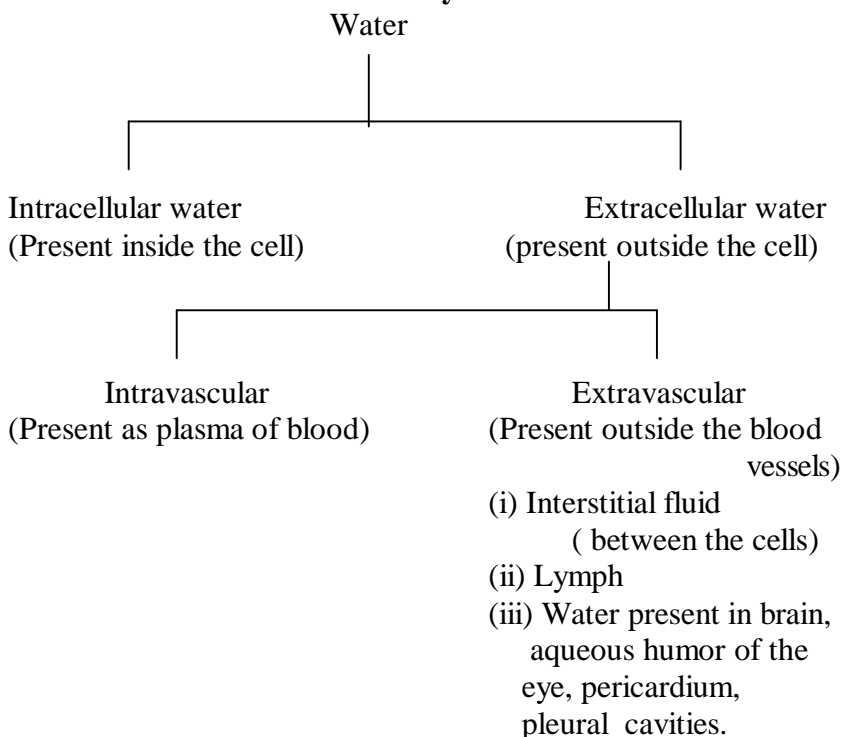 Water
Intracellular water
(Present inside the cell)
Extracellular water
(present outside the cell)
Intravascular
(Present as plasma of blood)
Extravascular
(Present outside the blood
vessels)
(i) Interstitial fluid
( between the cells)
(ii) Lymph
(iii) Water present in brain,
aqueous humor of the
eye, pericardium,
pleural cavities.